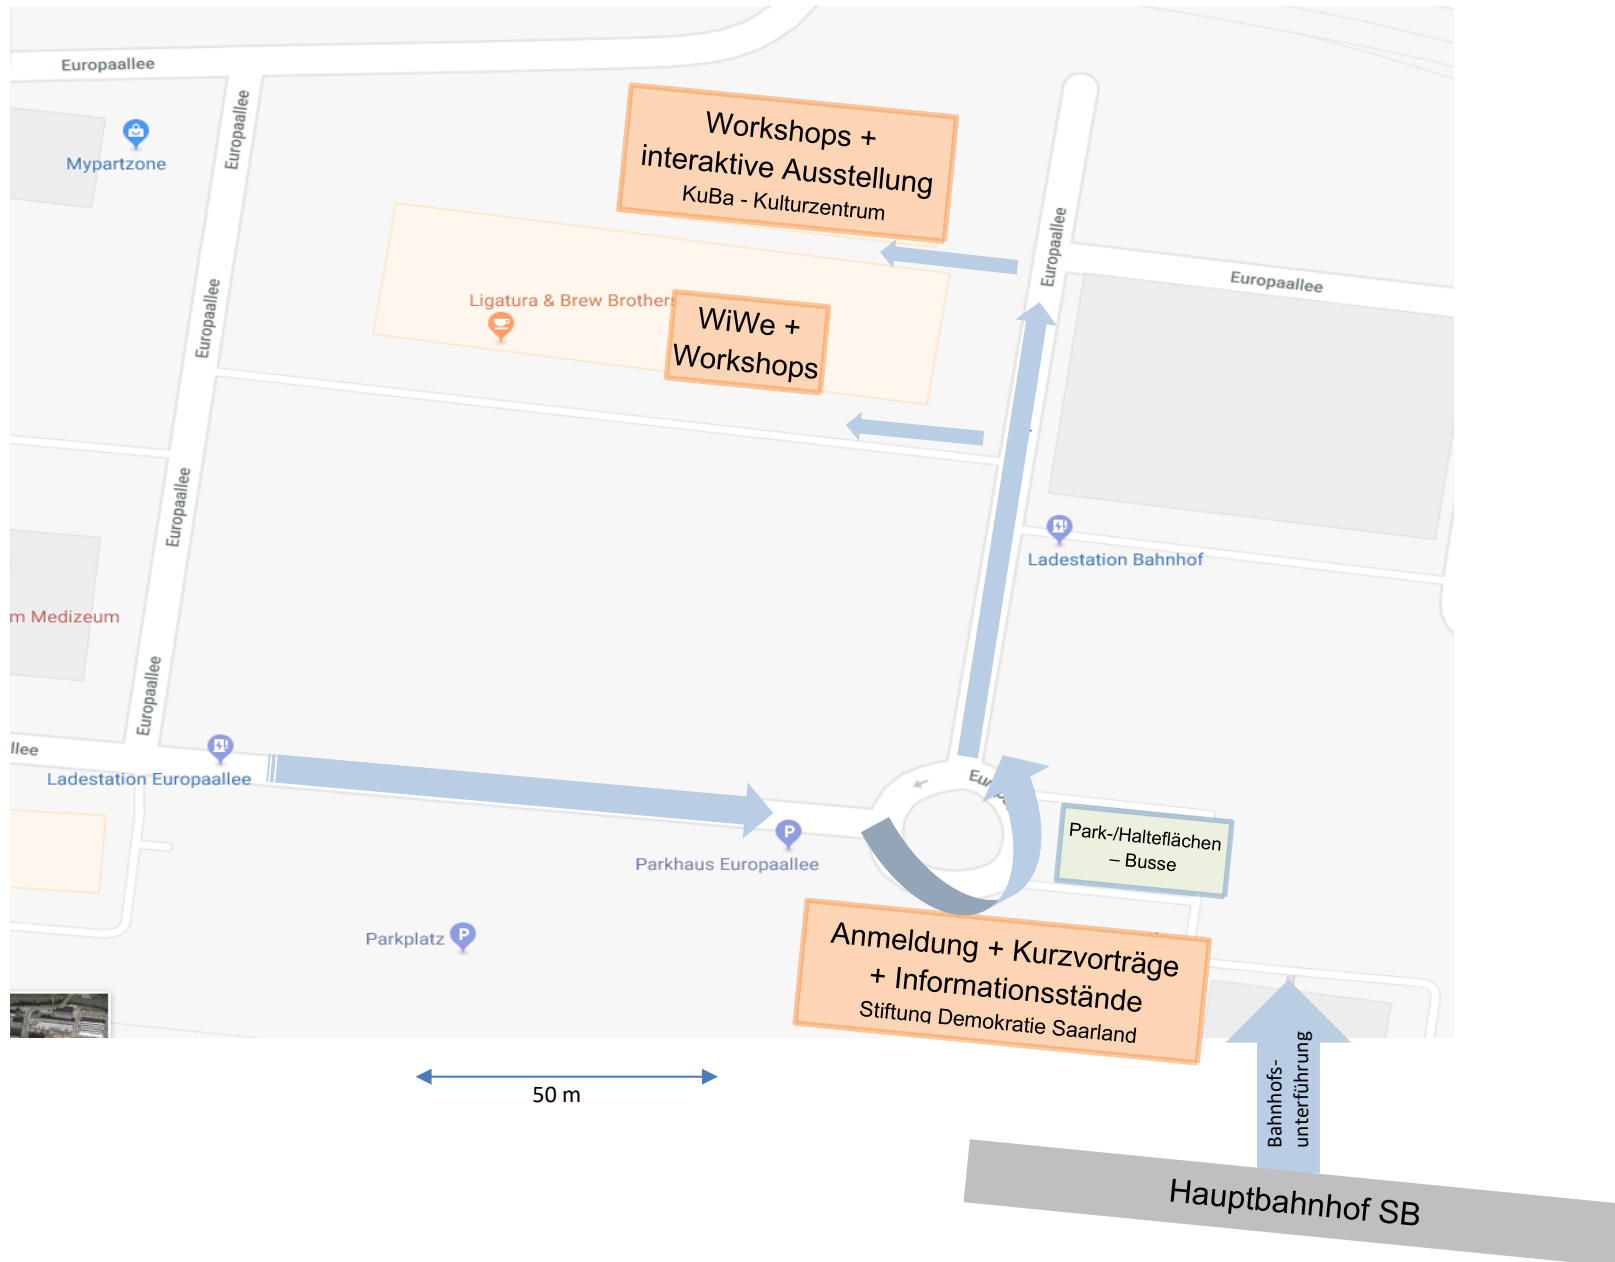 Europaallee
Europaallee
Mypartzone
Workshops +
interaktive Ausstellung
KuBa - Kulturzentrum
Europaallee
Europaallee
Europaallee
Ligatura & Brew Brothers
WiWe +
Workshops
Europaallee
Ladestation Bahnhof
m Medizeum
Europaallee
llee
Ladestation Europaallee
P
Parkhaus Europaallee
Park-/Halteflächen
– Busse
Parkplatz
P
Anmeldung + Kurzvorträge
+ Informationsstände
Stiftung Demokratie Saarland
50 m
Bahnhofs-
unterführung
Hauptbahnhof SB